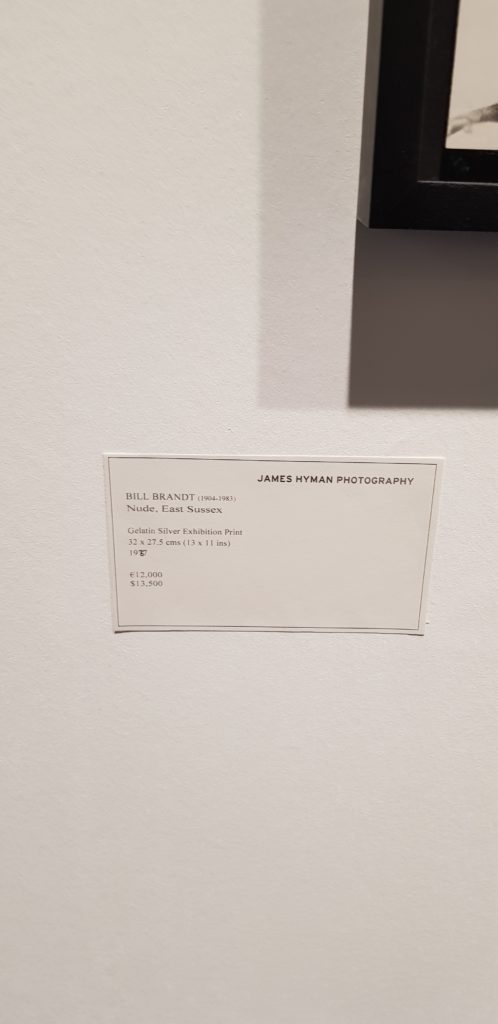 JAMES HYMAN PHOTOGRAPHY
BILL BRANDT (1904-1983)
Nude, East Sussex
Gelatin Silver Exhibition Print
32 x 27.5 cms (13 x 11 ins)
€12,000
$13,500